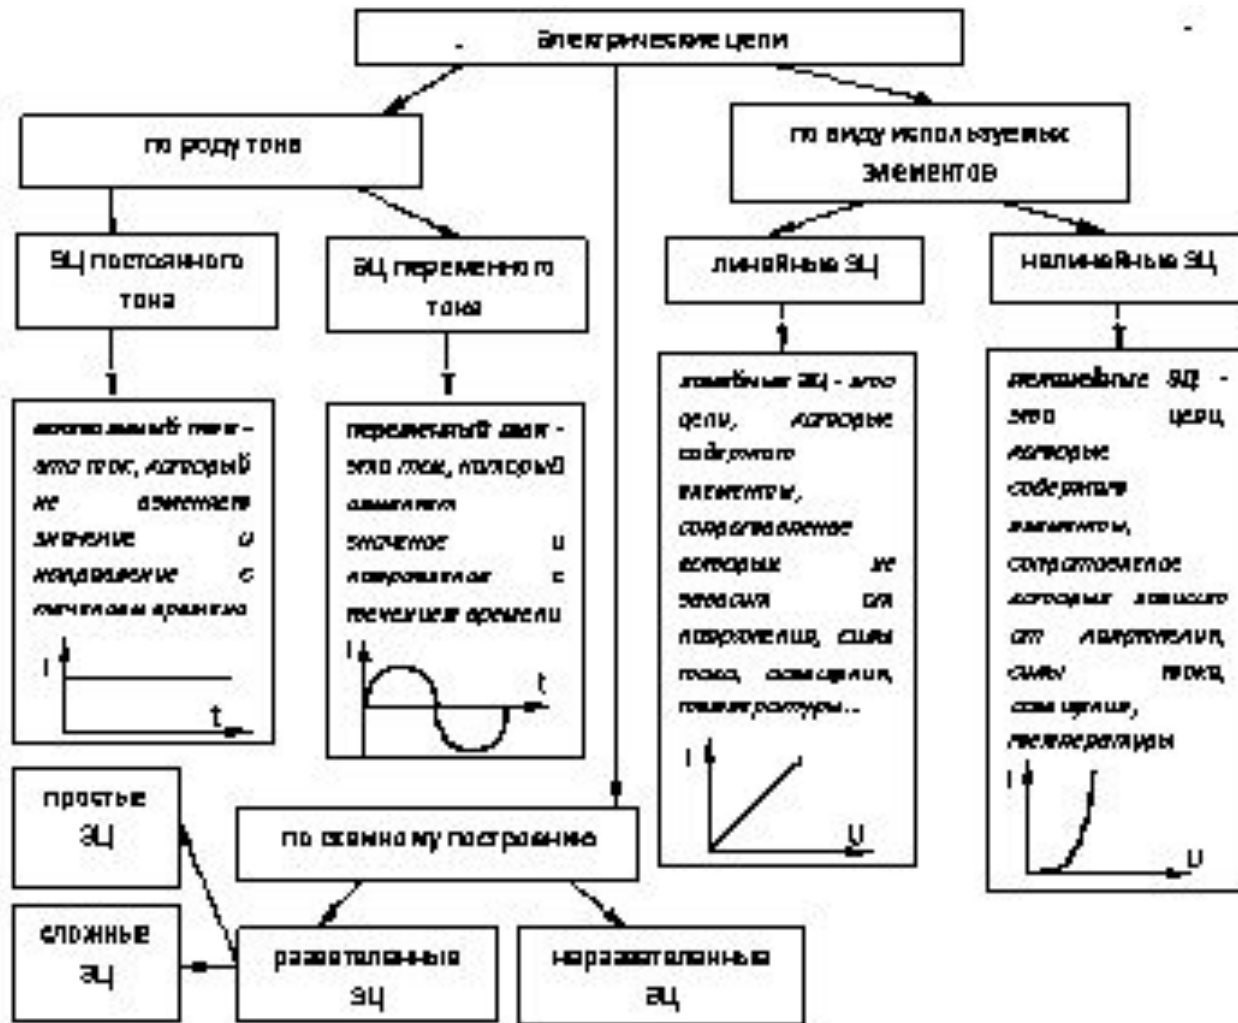 Электрические цепи
по роду тока
по виду используемых
элементов
ЭЦ постоянного
тока
ЭЦ переменного
тока
линейные ЭЦ
нелинейные ЭЦ
постоянный ток -
это ток, который
не изменяет
значение и
направление с
течением времени
I
t
переменный ток -
это ток, который
изменяет
значение и
направление с
течением времени
I
t
линейные ЭЦ - это
цепи, которые
содержат
элементы,
сопротивление
которых не
зависит от
напряжения, силы
тока, освещения,
температуры...
I
U
нелинейные ЭЦ -
это цепи,
которые
содержат
элементы,
сопротивление
которых зависит
от напряжения,
силы тока,
освещения,
температуры
I
U
простые
ЭЦ
по схемному построению
сложные
ЭЦ
разветвленные
ЭЦ
неразветвленные
ЭЦ